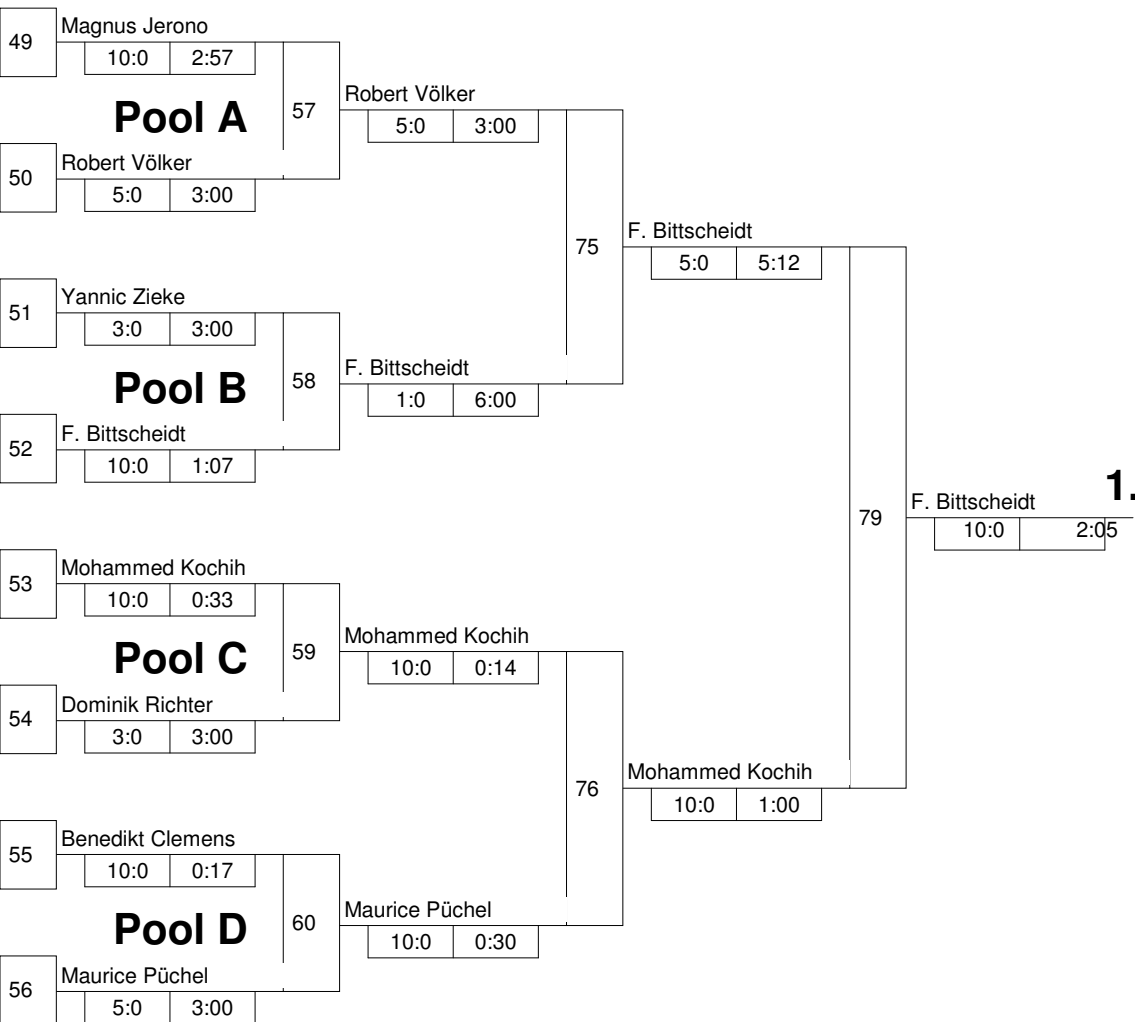 49
Magnus Jerono
10:0 2:57
Pool A
57
Robert Völker
5:0 3:00
50
Robert Völker
5:0 3:00
75
F. Bittscheidt
5:0 5:12
51
Yannic Zieke
3:0 3:00
Pool B
58
F. Bittscheidt
1:0 6:00
52
F. Bittscheidt
10:0 1:07
79
F. Bittscheidt 1.
10:0 2:05
53
Mohammed Kochih
10:0 0:33
Pool C
59
Mohammed Kochih
10:0 0:14
54
Dominik Richter
3:0 3:00
76
Mohammed Kochih
10:0 1:00
55
Benedikt Clemens
10:0 0:17
Pool D
60
Maurice Püchel
10:0 0:30
56
Maurice Püchel
5:0 3:00